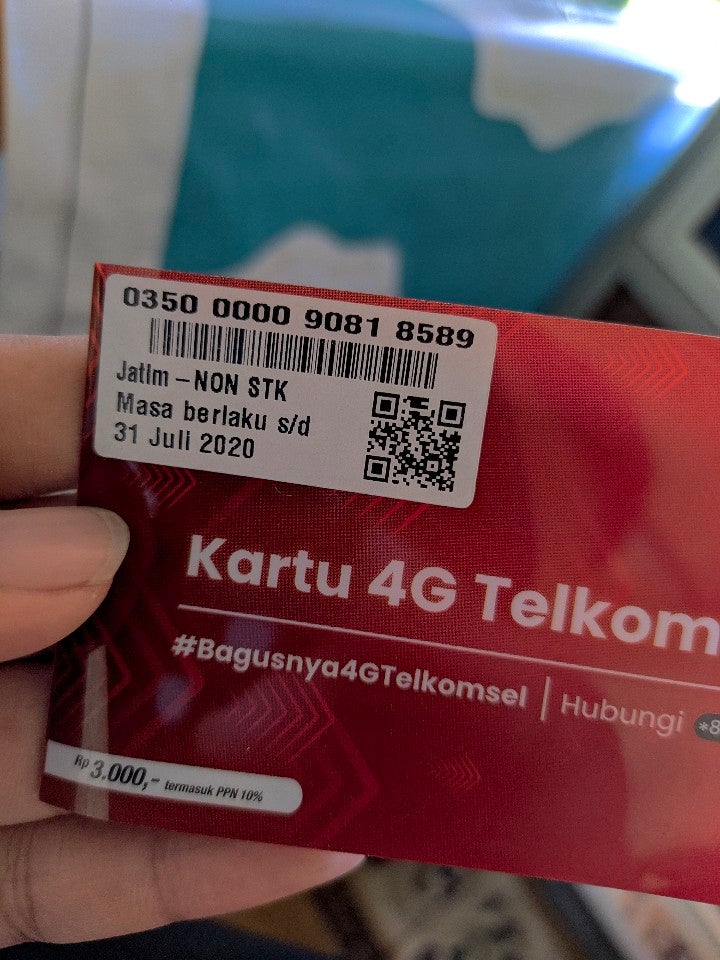 0350 0000 9081 8589
Jatim – NON STK
Masa berlaku s/d
31 Juli 2020
Kartu 4G Telkom
#Bagusnya4GTelkomsel | Hubungi *8
Rp 3.000,- termasuk PPN 10%